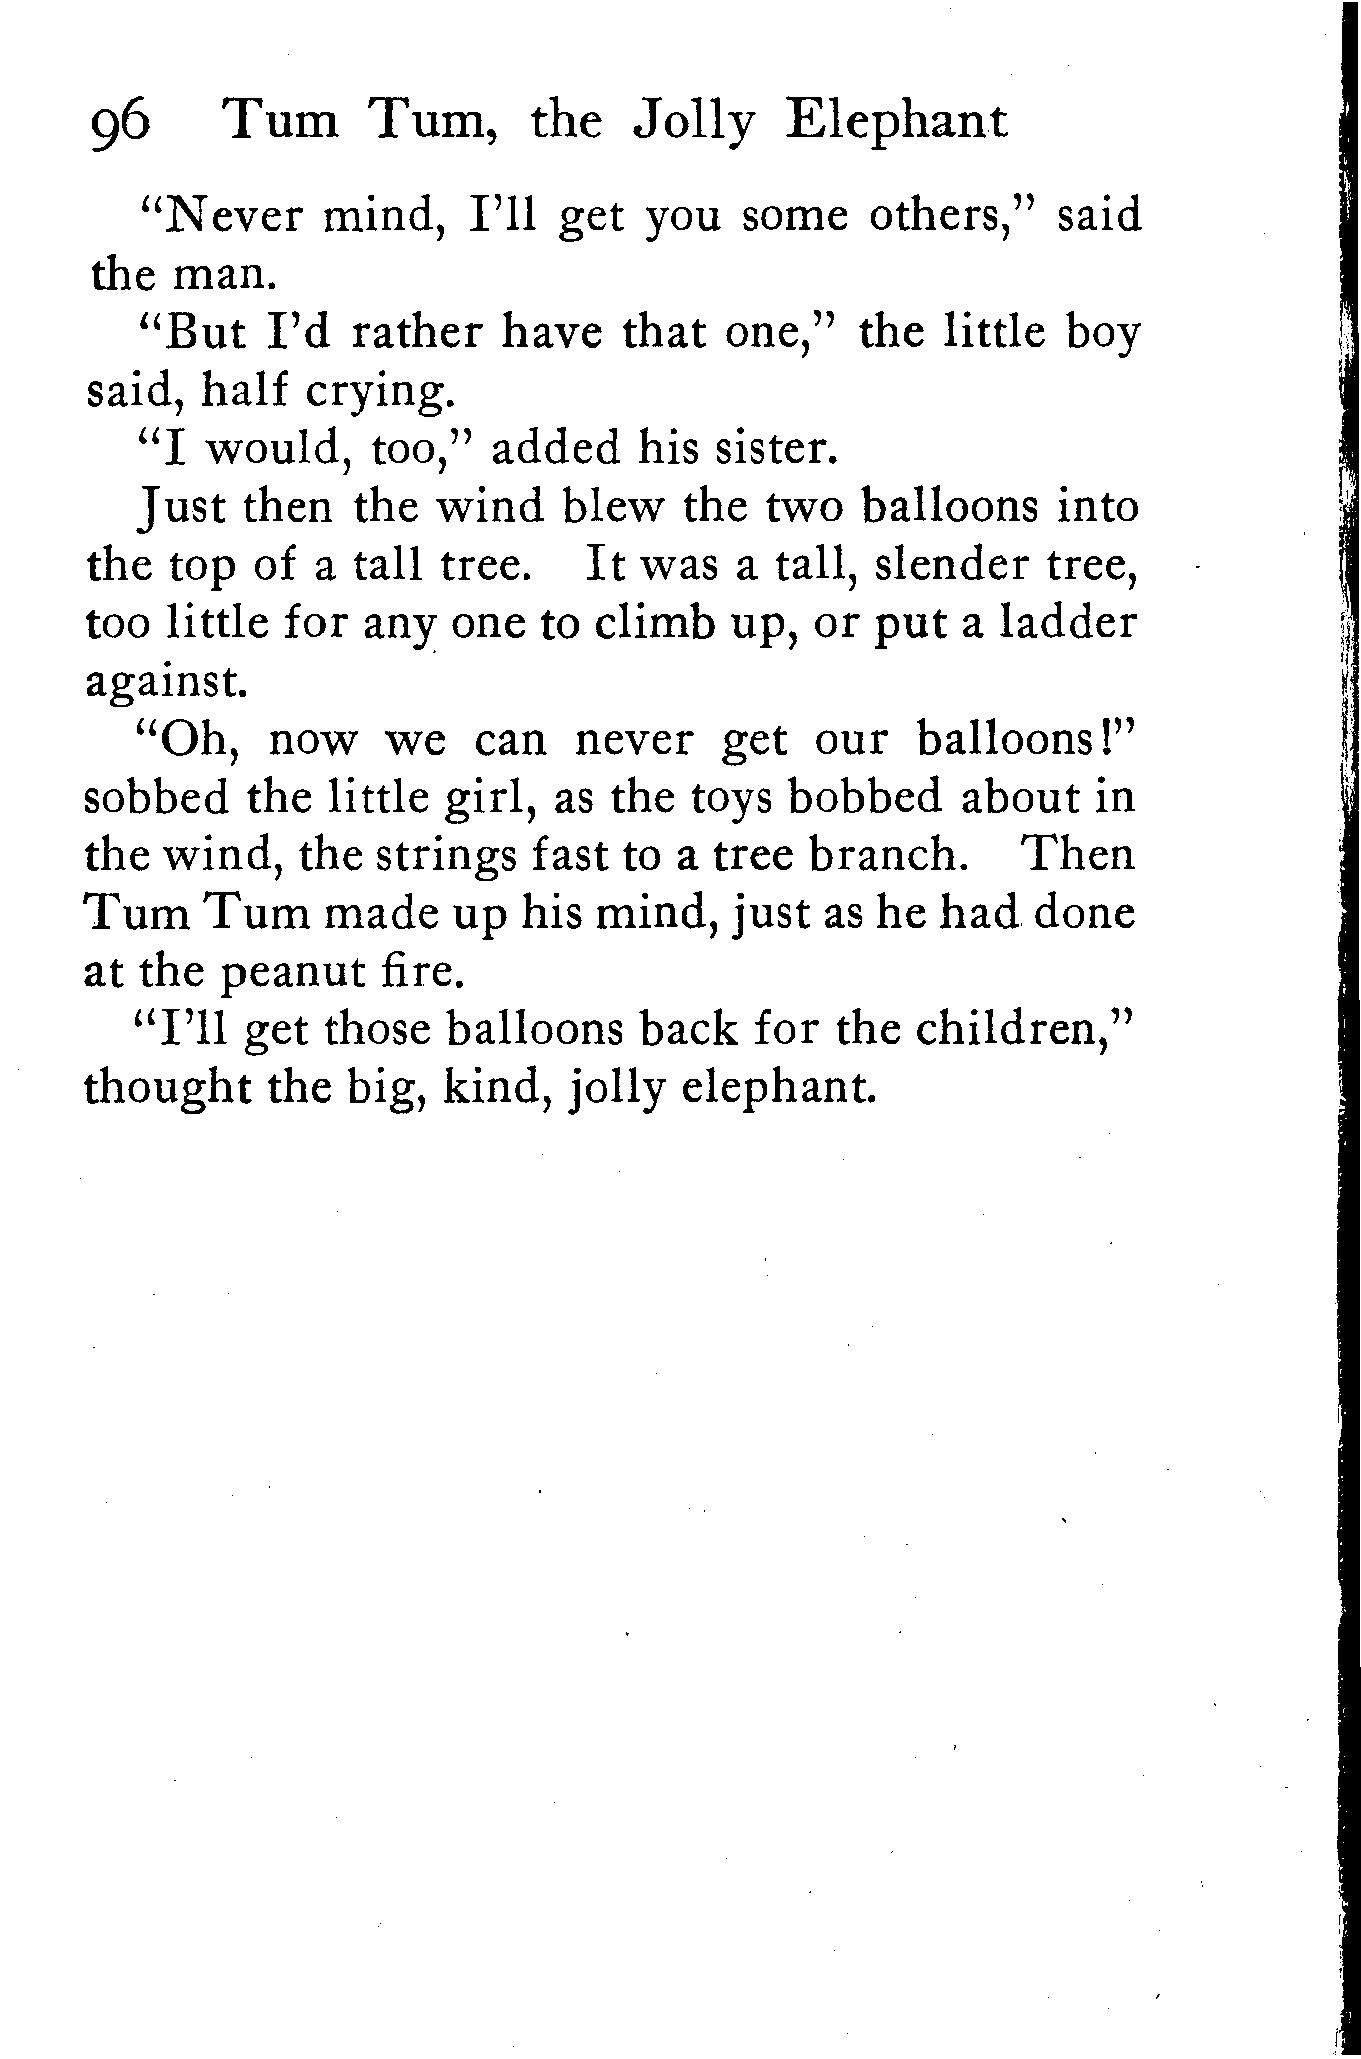 96 Tum Tum, the Jolly Elephant
“Never mind, I’ll get you some others,” said
the man.
“But I’d rather have that one,” the little boy
said, half crying.
“I would, too,” added his sister.
Just then the wind blew the two balloons into
the top of a tall tree. It was a tall, slender tree,
too little for any one to climb up, or put a ladder
against.
“Oh, now we can never get our balloons!”
sobbed the little girl, as the toys bobbed about in
the wind, the strings fast to a tree branch. Then
Tum Tum made up his mind, just as he had done
at the peanut fire.
“I’ll get those balloons back for the children,”
thought the big, kind, jolly elephant.